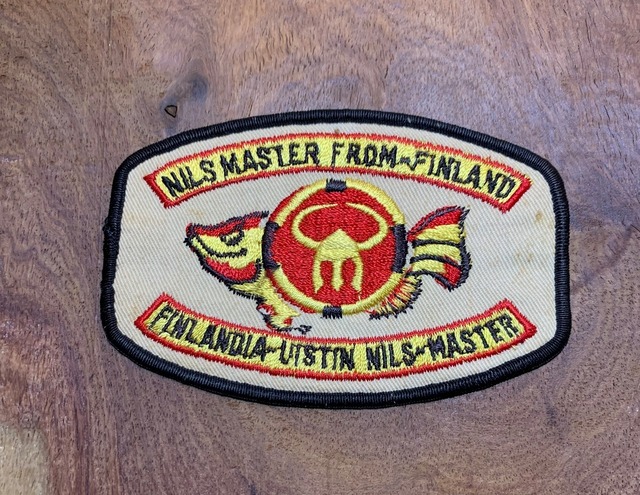 NILS MASTER FROM-FINLAND
FINLANDIA-UISTIN NILS-MASTER